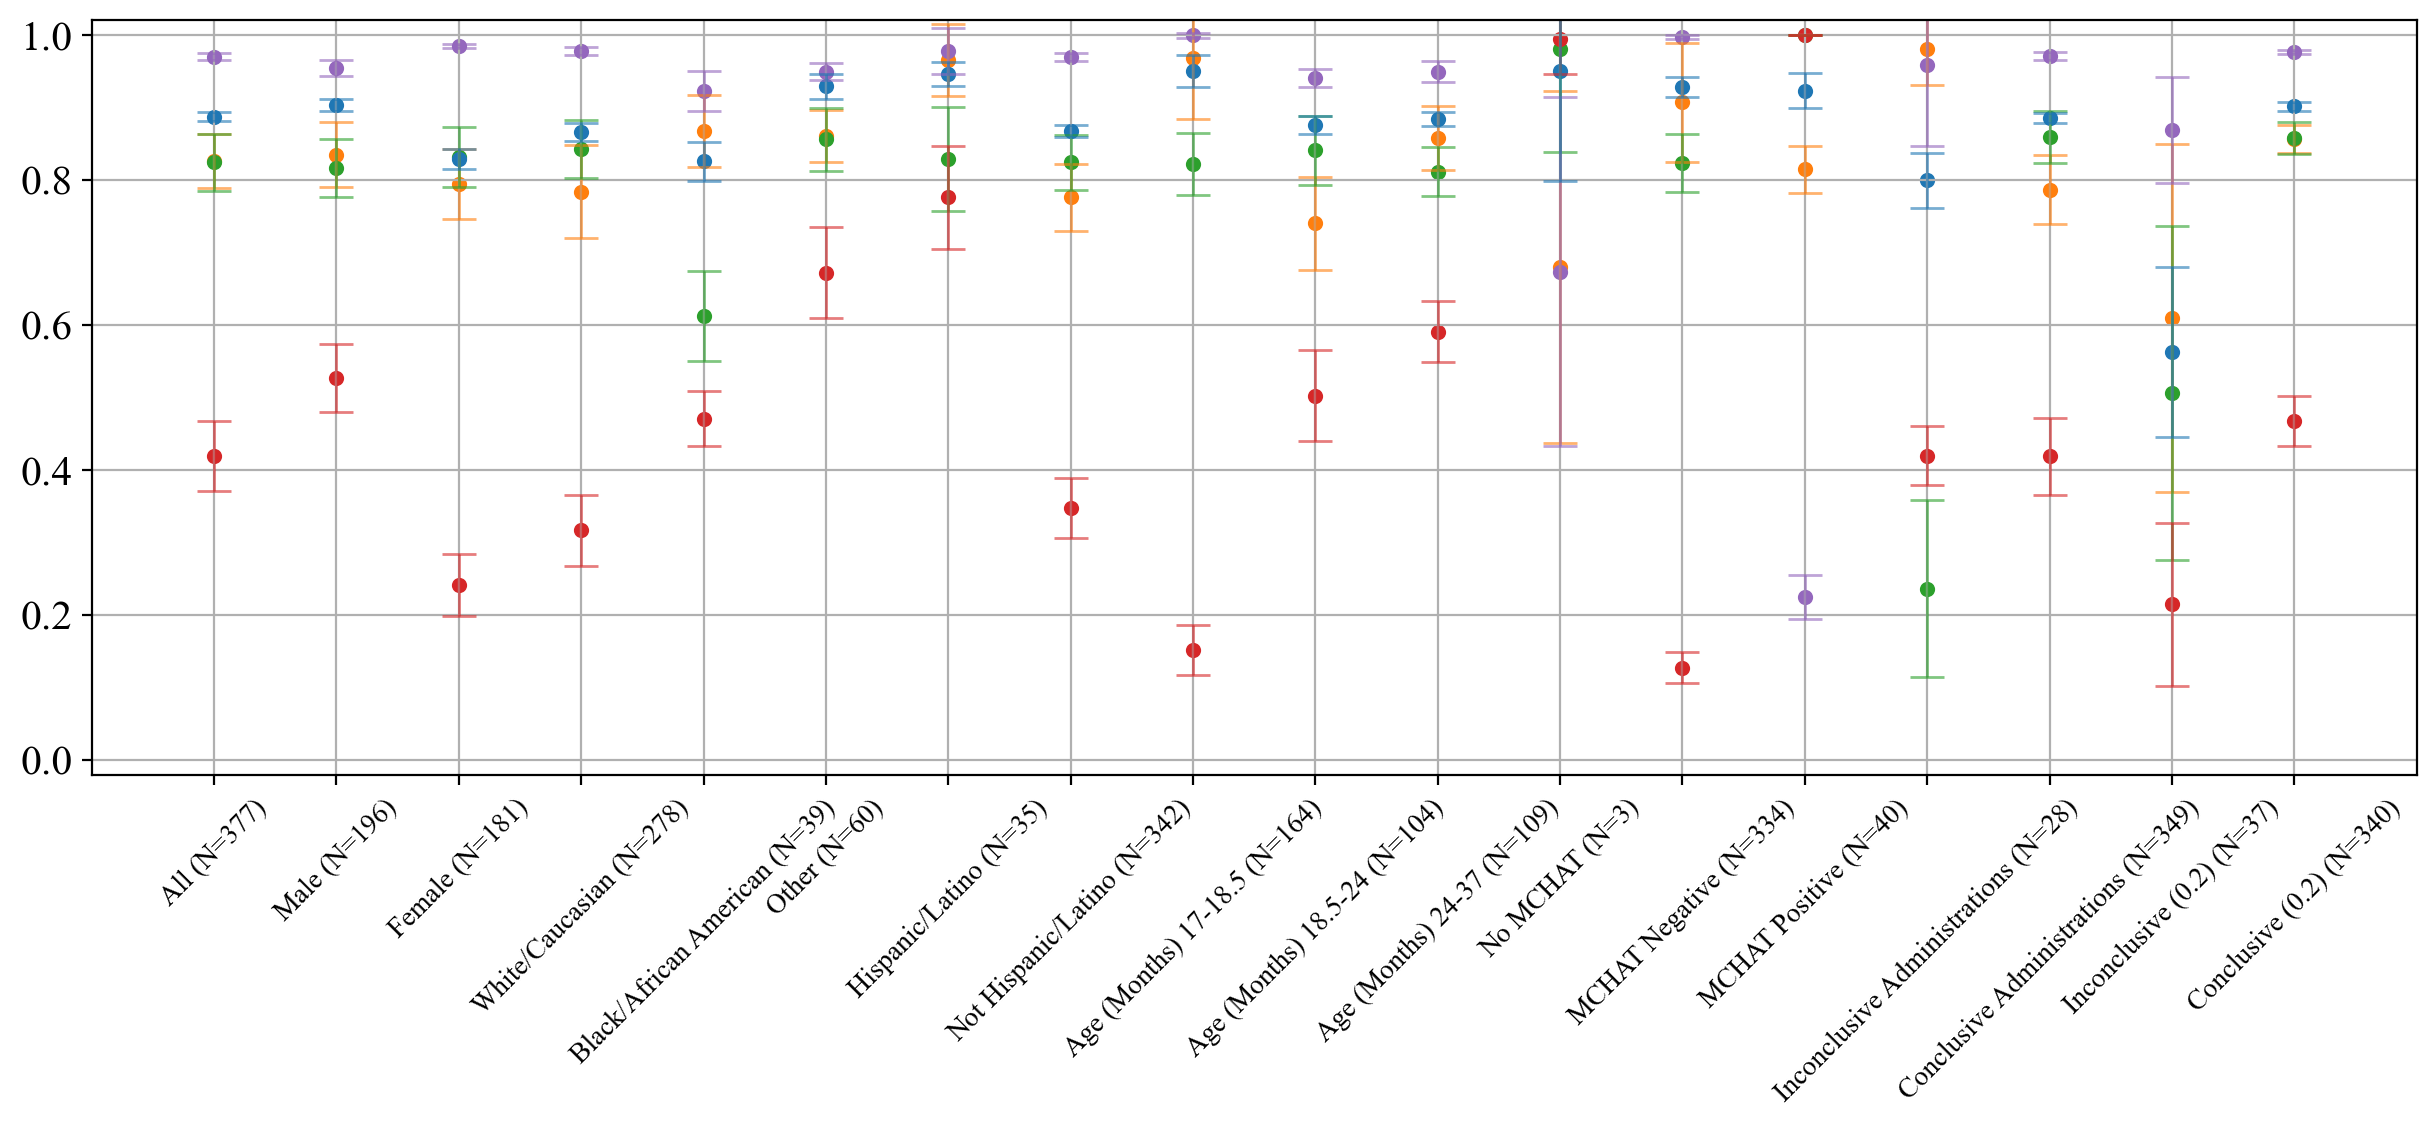 1.0
0.8
0.6
0.4
0.2
0.0
All (N=377)
Male (N=196)
Female (N=181)
White/Caucasian (N=278)
Black/African American (N=39)
Other (N=60)
Hispanic/Latino (N=35)
Not Hispanic/Latino (N=342)
Age (Months) 17-18.5 (N=164)
Age (Months) 18.5-24 (N=104)
Age (Months) 24-37 (N=109)
No MCHAT (N=3)
MCHAT Negative (N=334)
MCHAT Positive (N=40)
Inconclusive Administrations (N=28)
Conclusive Administrations (N=349)
Inconclusive (0.2) (N=37)
Conclusive (0.2) (N=340)